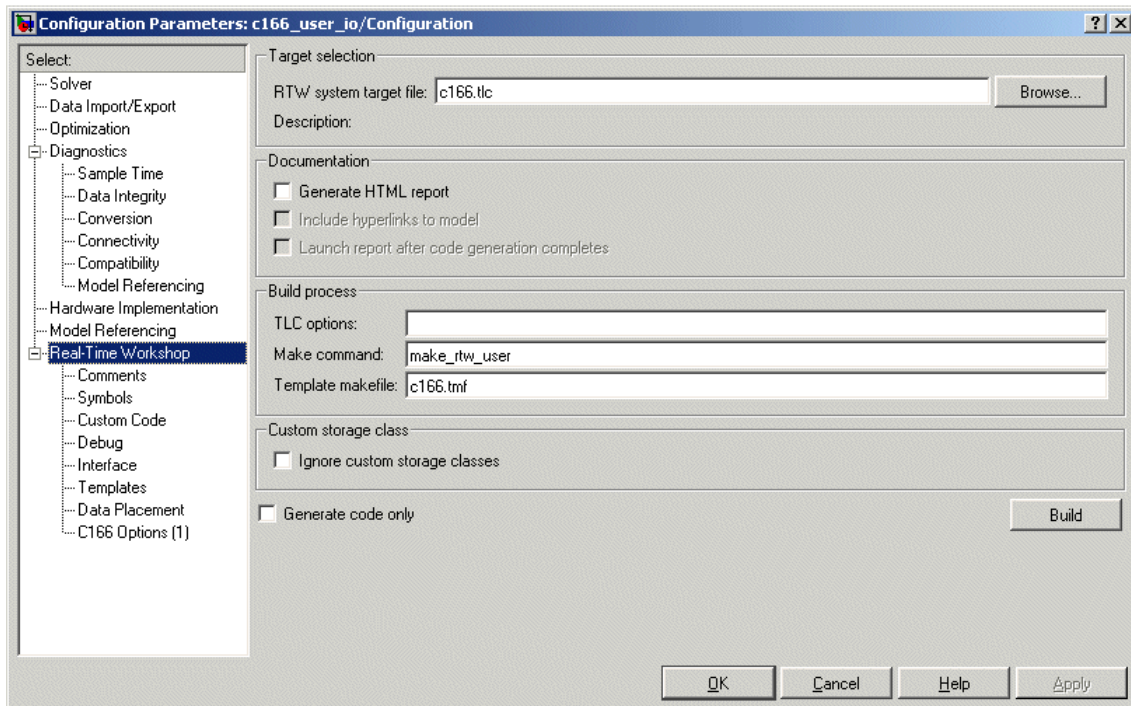 Configuration Parameters: c166_user_io/Configuration
Select:
Solver
Data Import/Export
Optimization
Diagnostics
Sample Time
Data Integrity
Conversion
Connectivity
Compatibility
Model Referencing
Hardware Implementation
Model Referencing
Real-Time Workshop
Comments
Symbols
Custom Code
Debug
Interface
Templates
Data Placement
C166 Options (1)
Target selection
RTW system target file: c166.tlc Browse...
Description:
Documentation
Generate HTML report
Include hyperlinks to model
Launch report after code generation completes
Build process
TLC options:
Make command: make_rtw_user
Template makefile: c166.tmf
Custom storage class
Ignore custom storage classes
Generate code only Build
OK Cancel Help Apply